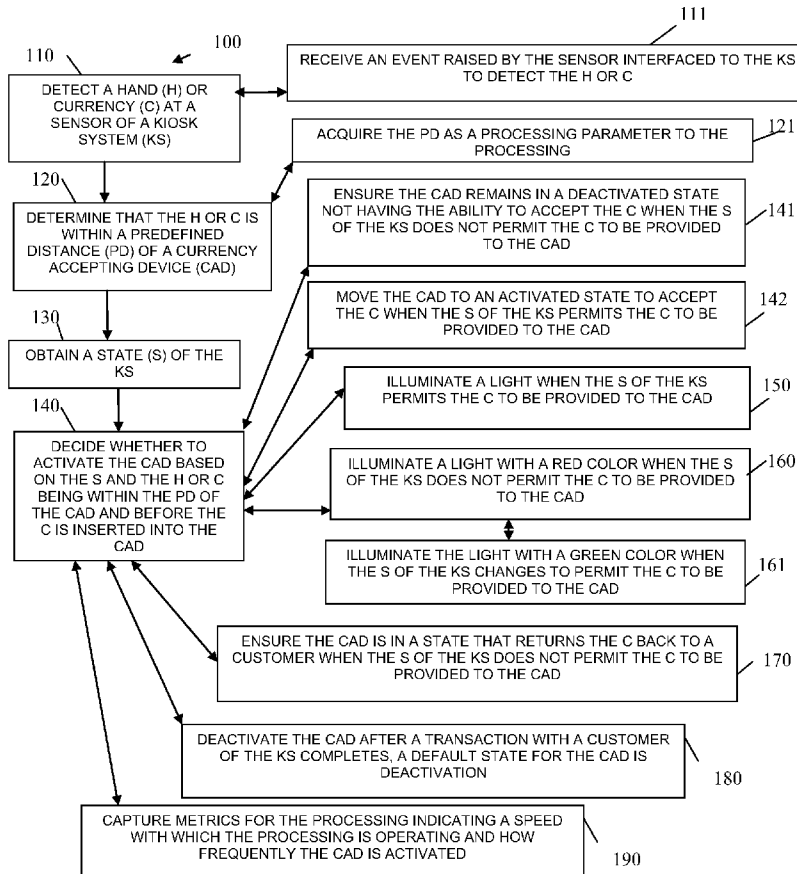 110
100
DETECT A HAND (H) OR
CURRENCY (C) AT A
SENSOR OF A KIOSK
SYSTEM (KS)
111
RECEIVE AN EVENT RAISED BY THE SENSOR INTERFACED TO THE KS
TO DETECT THE H OR C
121
ACQUIRE THE PD AS A PROCESSING PARAMETER TO THE
PROCESSING
120
DETERMINE THAT THE H OR C IS
WITHIN A PREDEFINED
DISTANCE (PD) OF A CURRENCY
ACCEPTING DEVICE (CAD)
ENSURE THE CAD REMAINS IN A DEACTIVATED STATE
NOT HAVING THE ABILITY TO ACCEPT THE C WHEN THE S
OF THE KS DOES NOT PERMIT THE C TO BE PROVIDED
TO THE CAD
141
MOVE THE CAD TO AN ACTIVATED STATE TO ACCEPT
THE C WHEN THE S OF THE KS PERMITS THE C TO BE
PROVIDED TO THE CAD
142
130
OBTAIN A STATE (S) OF THE
KS
ILLUMINATE A LIGHT WHEN THE S OF THE KS
PERMITS THE C TO BE PROVIDED TO THE CAD
150
140
DECIDE WHETHER TO
ACTIVATE THE CAD BASED
ON THE S AND THE H OR C
BEING WITHIN THE PD OF
THE CAD AND BEFORE THE
C IS INSERTED INTO THE
CAD
160
ILLUMINATE A LIGHT WITH A RED COLOR WHEN THE S
OF THE KS DOES NOT PERMIT THE C TO BE PROVIDED
TO THE CAD
ILLUMINATE THE LIGHT WITH A GREEN COLOR WHEN
THE S OF THE KS CHANGES TO PERMIT THE C TO BE
PROVIDED TO THE CAD
161
ENSURE THE CAD IS IN A STATE THAT RETURNS THE C BACK TO A
CUSTOMER WHEN THE S OF THE KS DOES NOT PERMIT THE C TO BE
PROVIDED TO THE CAD
170
DEACTIVATE THE CAD AFTER A TRANSACTION WITH A CUSTOMER
OF THE KS COMPLETES, A DEFAULT STATE FOR THE CAD IS
DEACTIVATION
180
CAPTURE METRICS FOR THE PROCESSING INDICATING A SPEED
WITH WHICH THE PROCESSING IS OPERATING AND HOW
FREQUENTLY THE CAD IS ACTIVATED
190